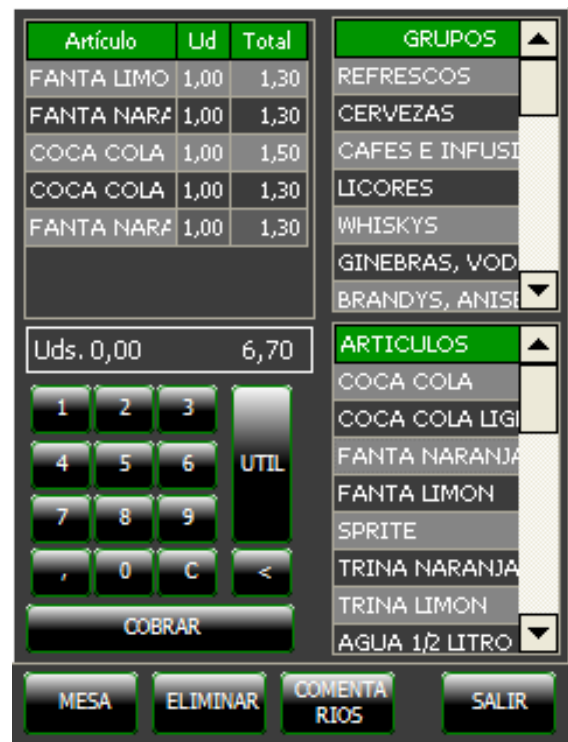 Artículo Ud Total
FANTA LIMO 1,00 1,30
FANTA NARA 1,00 1,30
COCA COLA 1,00 1,50
COCA COLA 1,00 1,30
FANTA NARA 1,00 1,30
Uds. 0,00 6,70
1 2 3
4 5 6 UTIL
7 8 9
, 0 C <
COBRAR
GRUPOS
REFRESCOS
CERVEZAS
CAFES E INFUSI
LICORES
WHISKYS
GINEBRAS, VOD
BRANDYS, ANISE
ARTICULOS
COCA COLA
COCA COLA LIGI
FANTA NARANJA
FANTA LIMON
SPRITE
TRINA NARANJA
TRINA LIMON
AGUA 1/2 LITRO
MESA ELIMINAR COMENTA
RIOS SALIR